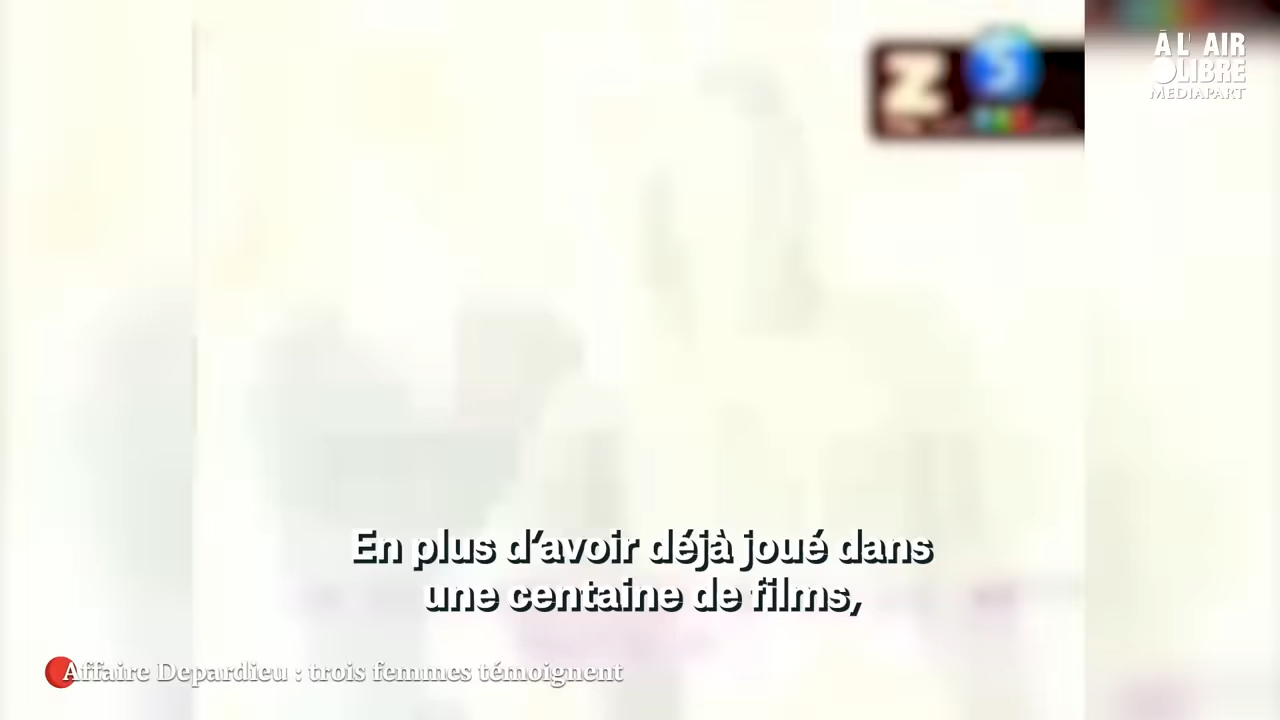 Z
S
À L' AIR
LIBRE
MEDIAPART
En plus d'avoir déjà joué dans
une centaine de films,
Affaire Depardieu : trois femmes témoignent